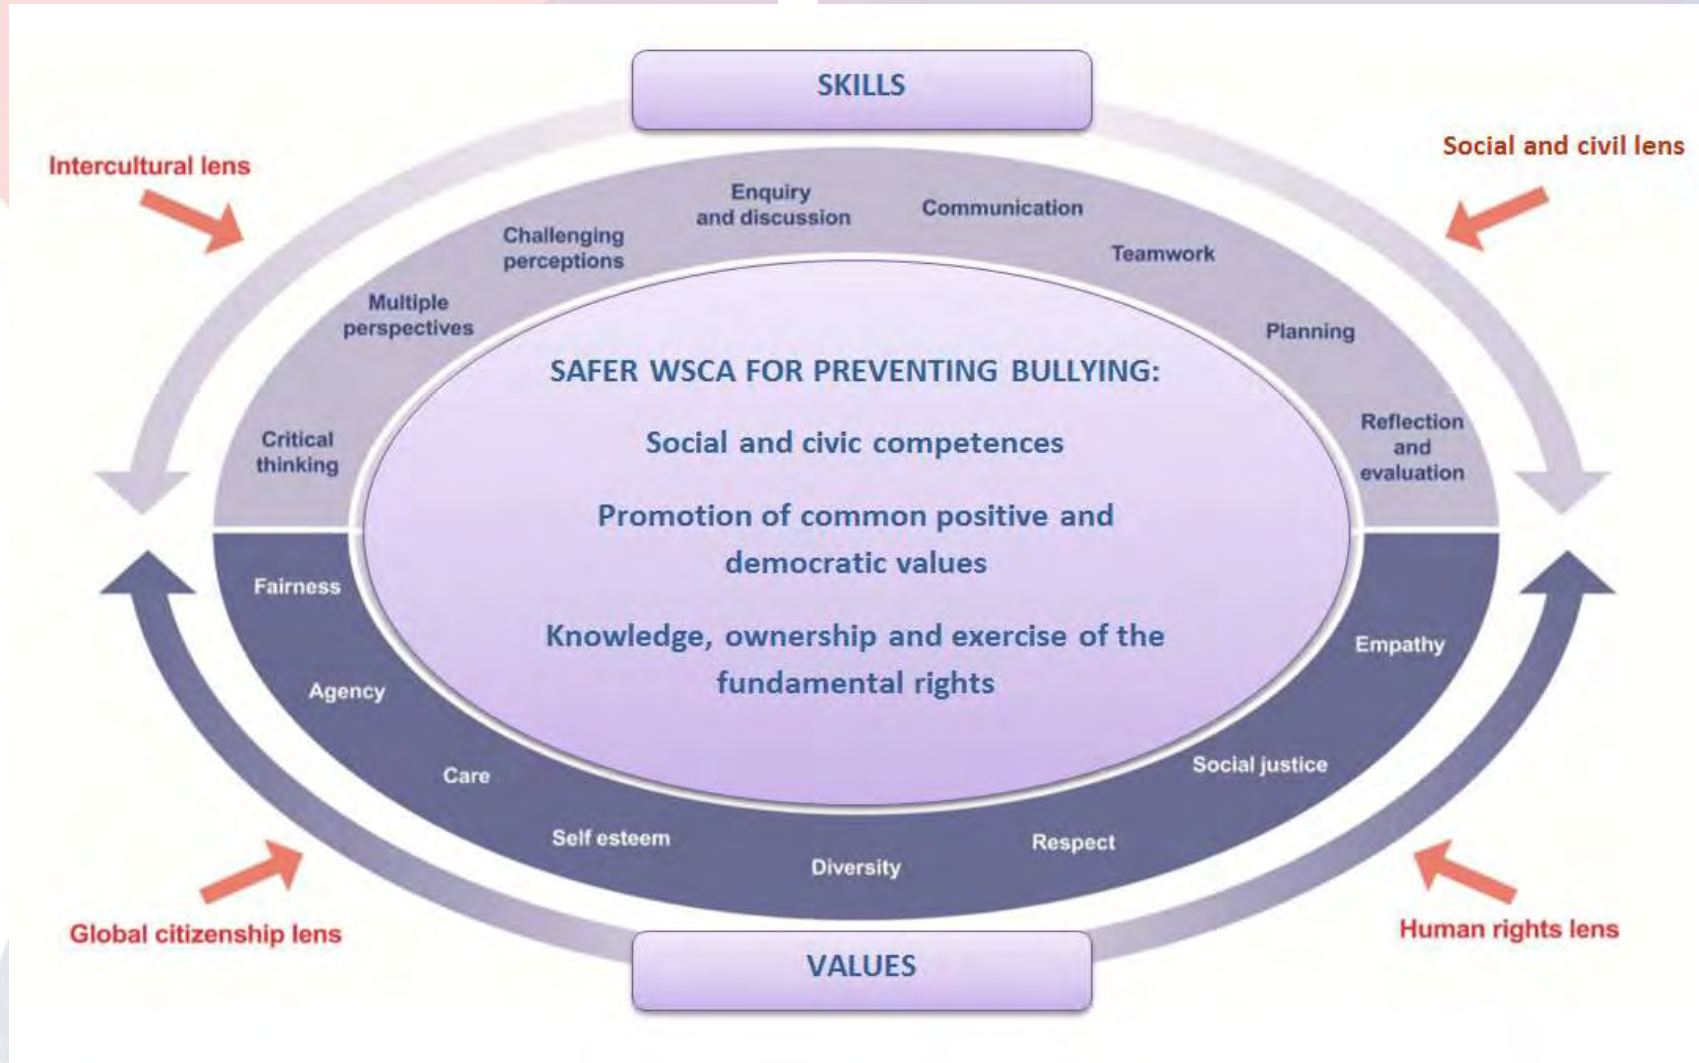 SKILLS
Intercultural lens
Social and civil lens
Enquiry
and discussion
Communication
Challenging
perceptions
Teamwork
Multiple
perspectives
Planning
Critical
thinking
Reflection
and
evaluation
SAFER WSCA FOR PREVENTING BULLYING:
Social and civic competences
Promotion of common positive and
democratic values
Knowledge, ownership and exercise of the
fundamental rights
Fairness
Agency
Care
Self esteem
Diversity
Respect
Social justice
Empathy
Global citizenship lens
Human rights lens
VALUES